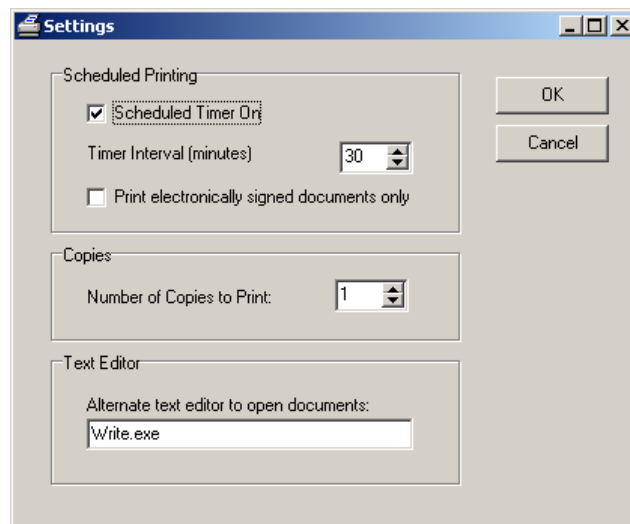 Settings
Scheduled Printing
Scheduled Timer On
Timer Interval (minutes) 30
Print electronically signed documents only
OK
Cancel
Copies
Number of Copies to Print: 1
Text Editor
Alternate text editor to open documents:
Write.exe